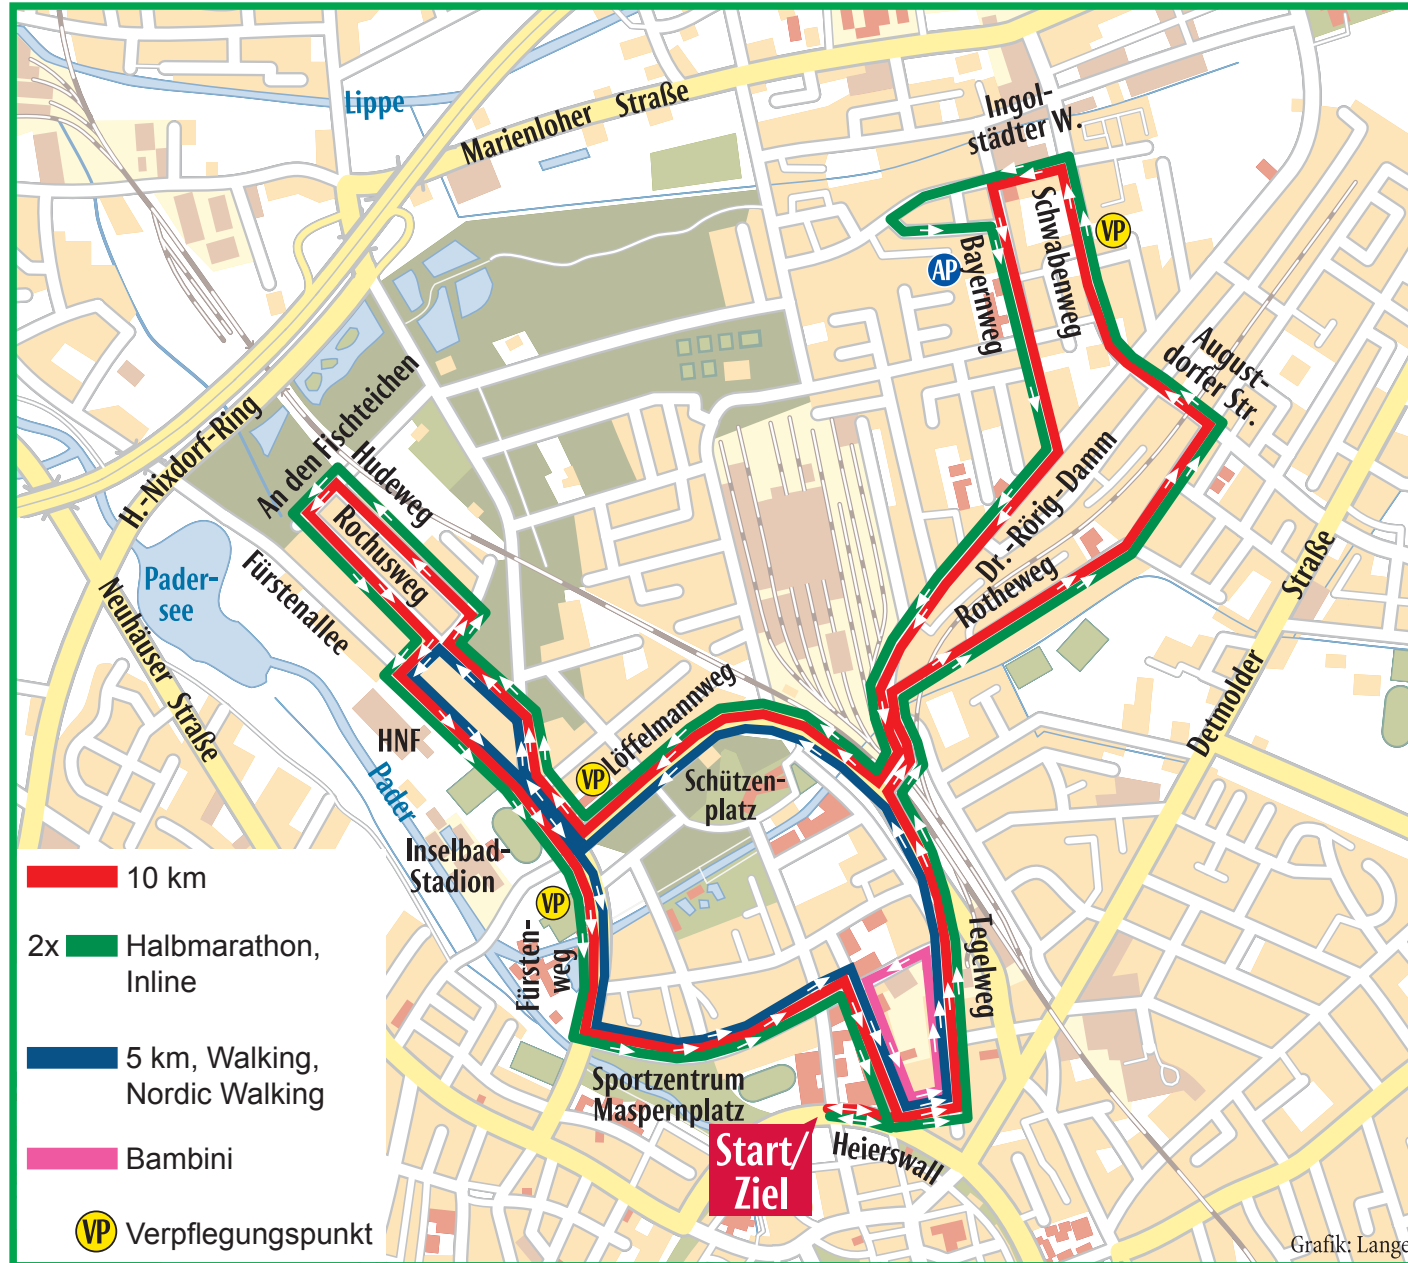 Lippe
Marienloher Straße
Ingol-
städter W.
VP
Schwabenweg
Bayernweg
AP
August-
dorfer Str.
H.-Nixdorf-Ring
An den Fischteichen
Hudeweg
Rochusweg
Dr.-Rörig-Damm
Rotheweg
Pader-
see
Fürstenallee
Neuhäuser Straße
Detmolder Straße
HNF
Pader
VP
Löffelmannweg
Schützen-
platz
Inselbad-
Stadion
VP
Fürsten-
weg
Tegelweg
Sportzentrum
Maspernplatz
Start/
Ziel
Heierswall
10 km
2x Halbmarathon,
Inline
5 km, Walking,
Nordic Walking
Bambini
VP Verpflegungspunkt
Grafik: Lange